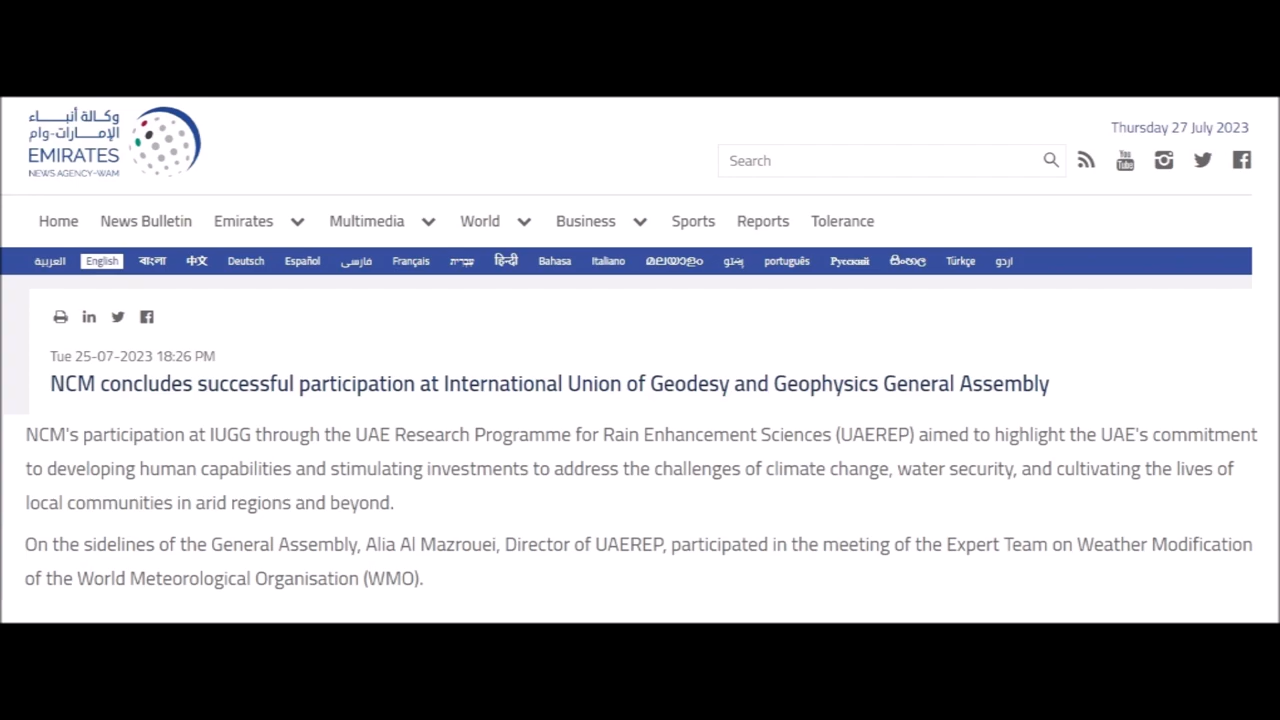 وكالة أنباء
الإمارات-وام
EMIRATES
NEWS AGENCY-WAM
Thursday 27 July 2023
Search
You Tube
Home News Bulletin Emirates Multimedia World Business Sports Reports Tolerance
العربية English বাংলা 中文 Deutsch Español فارسی Français עברית हिन्दी Bahasa Italiano മലയാളം پښتو português Русский සිංහල Türkçe اردو
in
Tue 25-07-2023 18:26 PM
NCM concludes successful participation at International Union of Geodesy and Geophysics General Assembly
NCM's participation at IUGG through the UAE Research Programme for Rain Enhancement Sciences (UAEREP) aimed to highlight the UAE's commitment
to developing human capabilities and stimulating investments to address the challenges of climate change, water security, and cultivating the lives of
local communities in arid regions and beyond.
On the sidelines of the General Assembly, Alia Al Mazrouei, Director of UAEREP, participated in the meeting of the Expert Team on Weather Modification
of the World Meteorological Organisation (WMO).